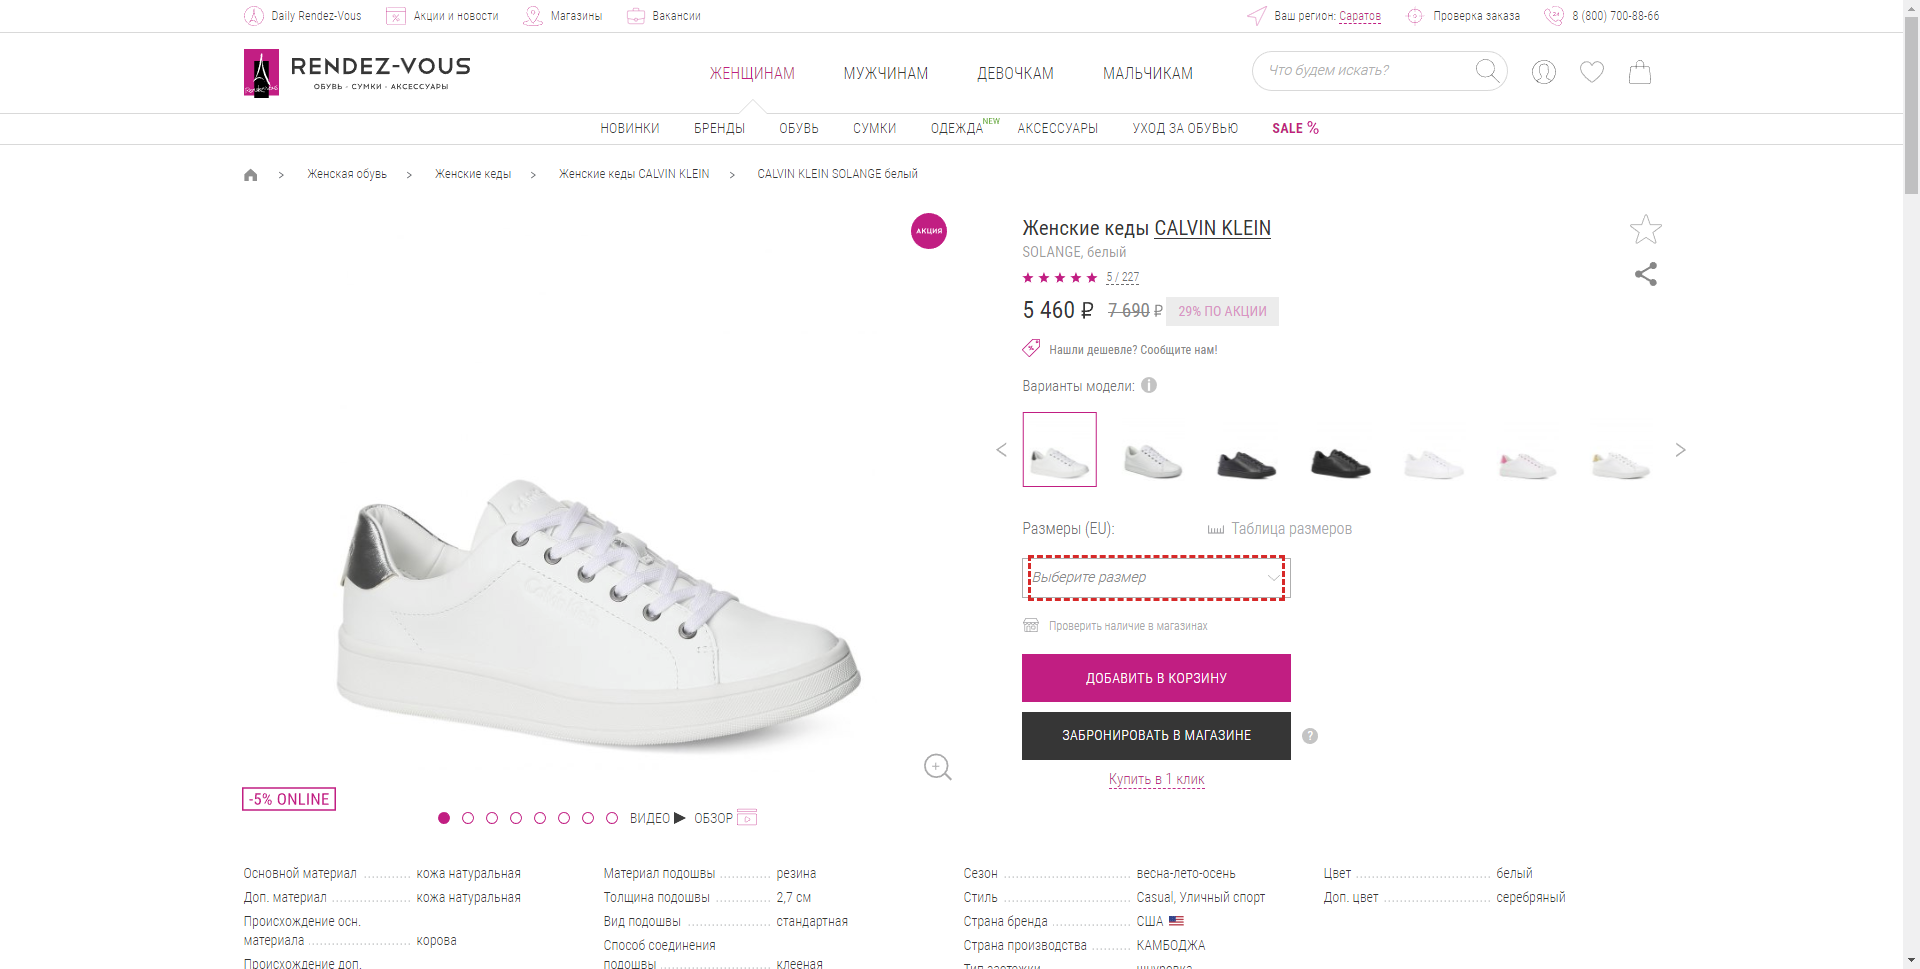 Daily Rendez-Vous
Акции и новости
Магазины
Вакансии
Ваш регион: Саратов
Проверка заказа
8 (800) 700-88-66
RENDEZ-VOUS
ОБУВЬ · СУМКИ · АКСЕССУАРЫ
ЖЕНЩИНАМ
МУЖЧИНАМ
ДЕВОЧКАМ
МАЛЬЧИКАМ
Что будем искать?
НОВИНКИ
БРЕНДЫ
ОБУВЬ
СУМКИ
ОДЕЖДА NEW
АКСЕССУАРЫ
УХОД ЗА ОБУВЬЮ
SALE %
Женская обувь > Женские кеды > Женские кеды CALVIN KLEIN > CALVIN KLEIN SOLANGE белый
АКЦИЯ
Женские кеды CALVIN KLEIN
SOLANGE, белый
5 / 227
5 460 ₽ 7 690 ₽ 29% ПО АКЦИИ
Нашли дешевле? Сообщите нам!
Варианты модели:
Размеры (EU):
Таблица размеров
Выберите размер
Проверить наличие в магазинах
ДОБАВИТЬ В КОРЗИНУ
ЗАБРОНИРОВАТЬ В МАГАЗИНЕ
?
Купить в 1 клик
-5% ONLINE
ВИДЕО
ОБЗОР
Основной материал кожа натуральная
Доп. материал кожа натуральная
Происхождение осн.
материала корова
Происхождение доп.
Материал подошвы резина
Толщина подошвы 2,7 см
Вид подошвы стандартная
Способ соединения
подошвы клееная
Сезон весна-лето-осень
Стиль Casual, Уличный спорт
Страна бренда США
Страна производства КАМБОДЖА
Тип застежки шнуровка
Цвет белый
Доп. цвет серебряный